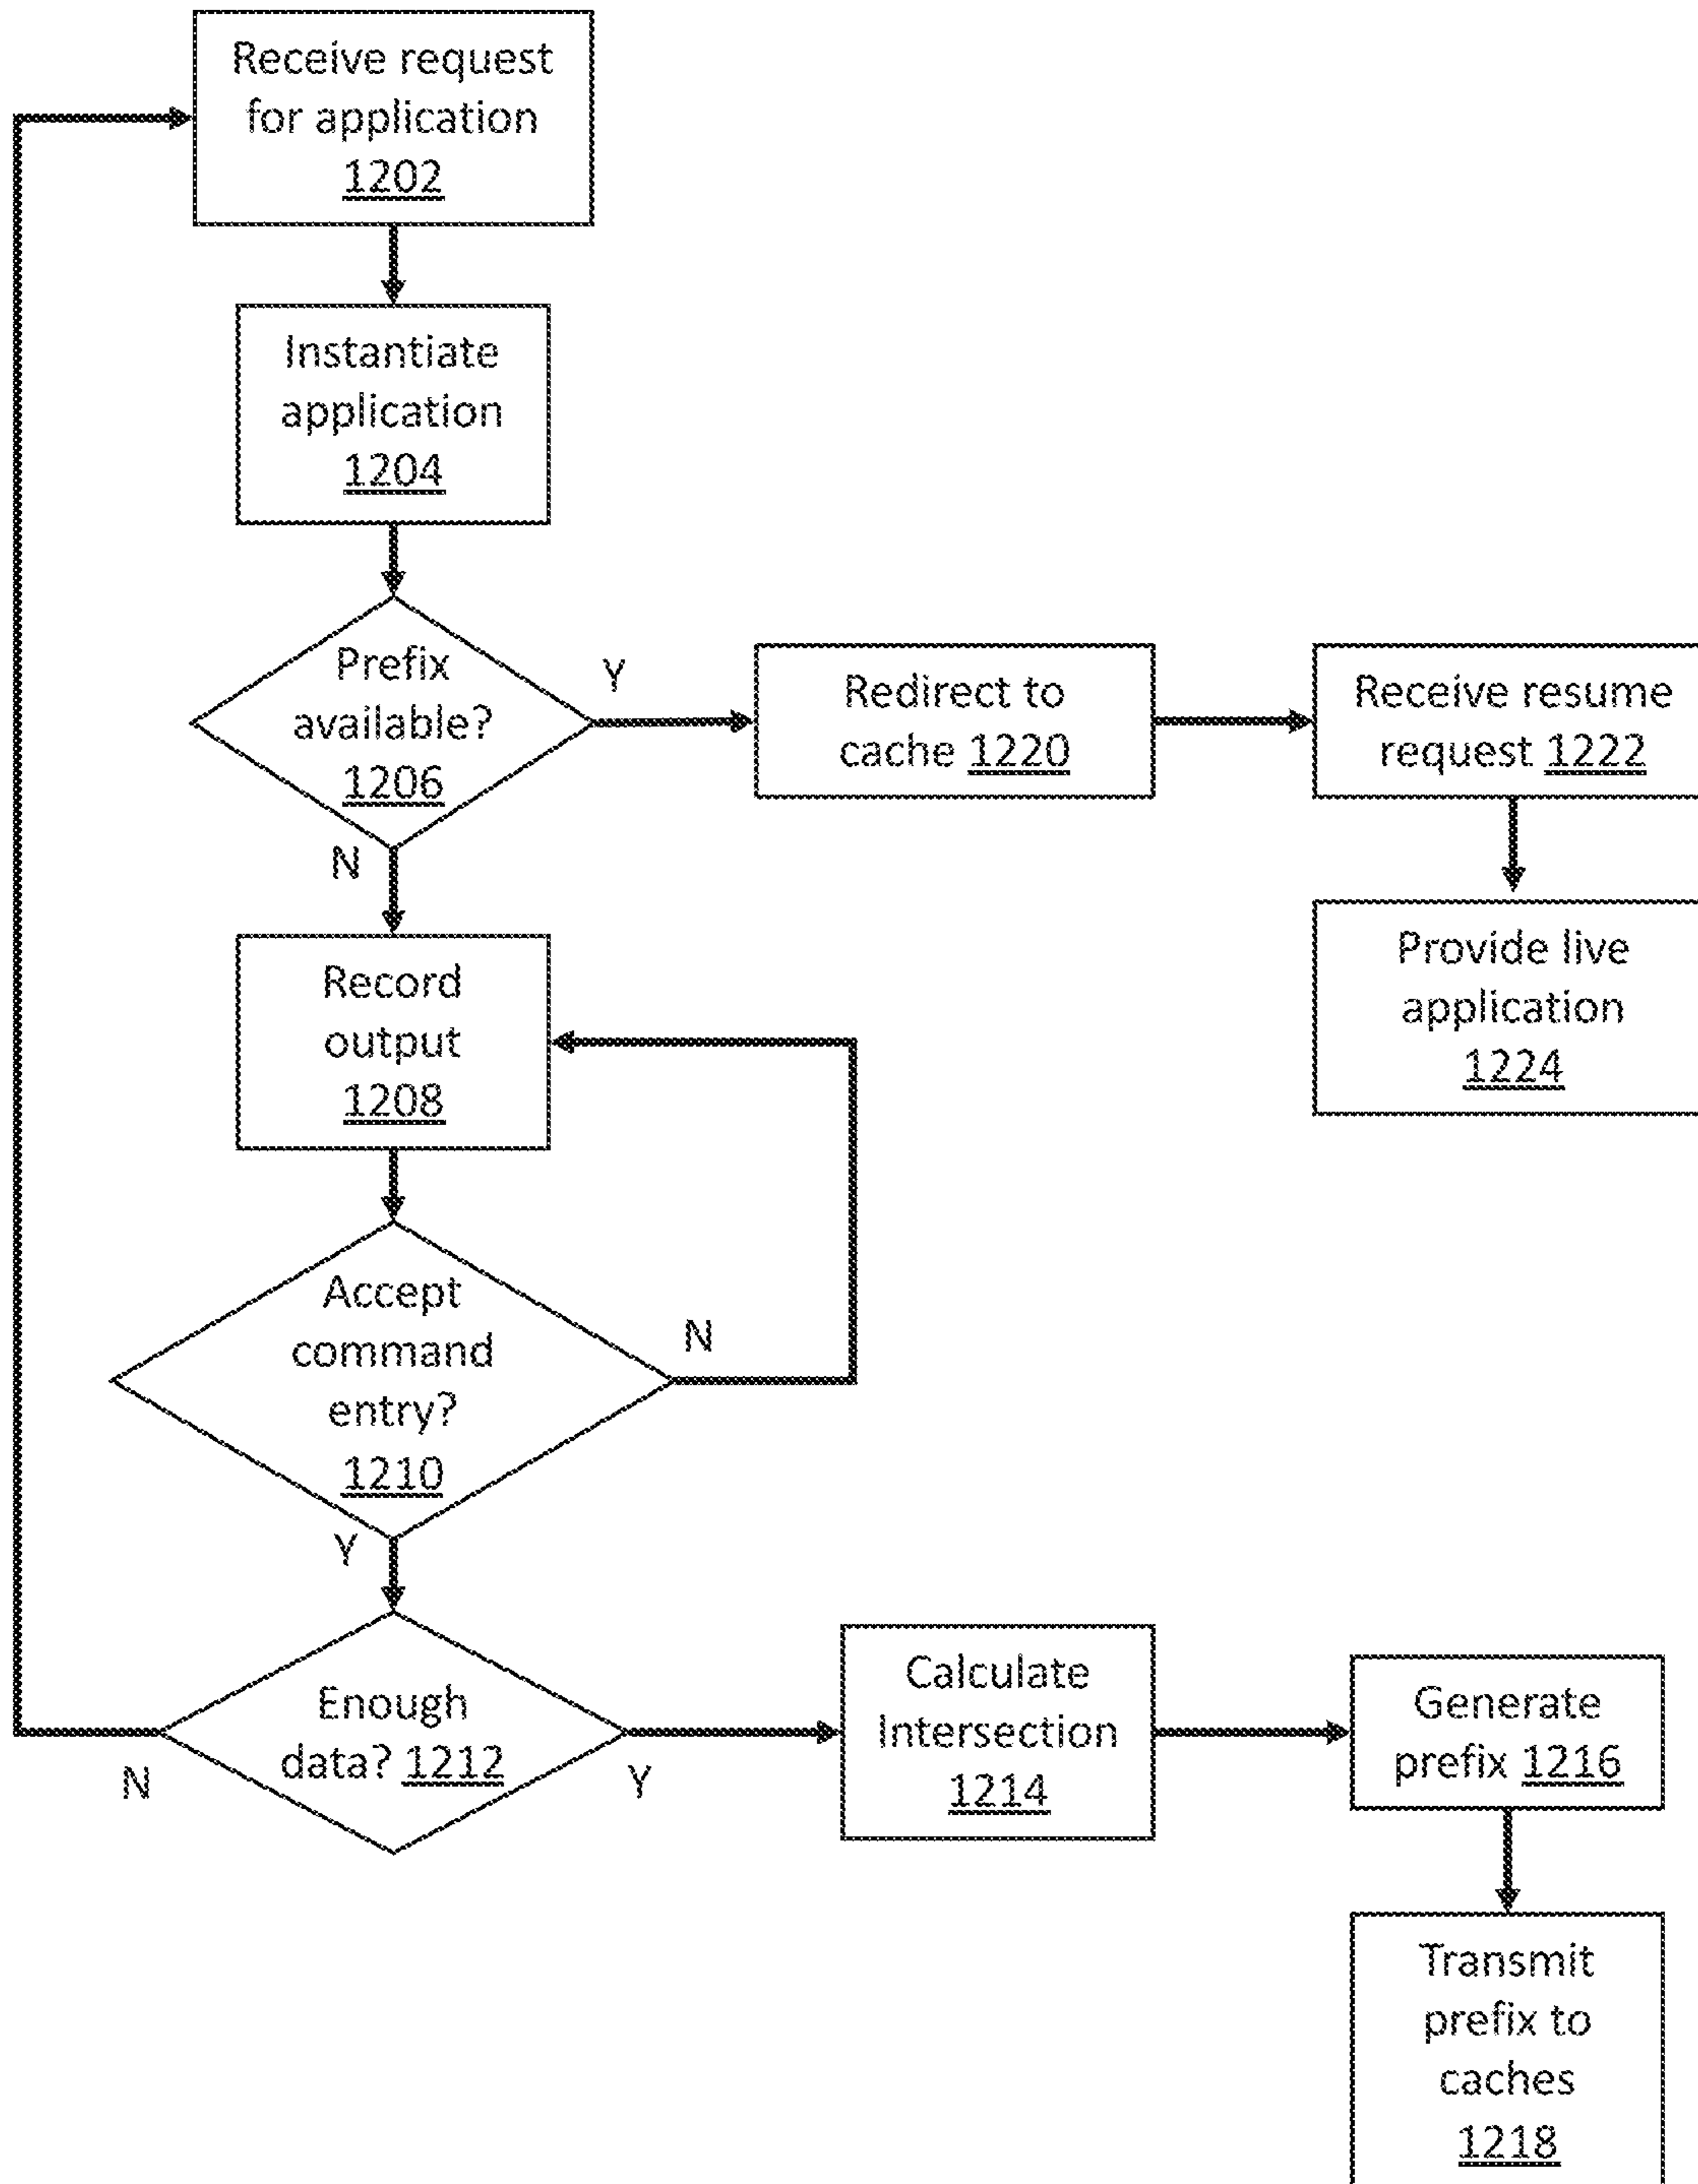 Receive request
for application
1202
Instantiate
application
1204
Prefix
available?
1206
Y
N
Redirect to
cache 1220
Receive resume
request 1222
Provide live
application
1224
Record
output
1208
Accept
command
entry?
1210
N
Y
Enough
data? 1212
N
Y
Calculate
Intersection
1214
Generate
prefix 1216
Transmit
prefix to
caches
1218